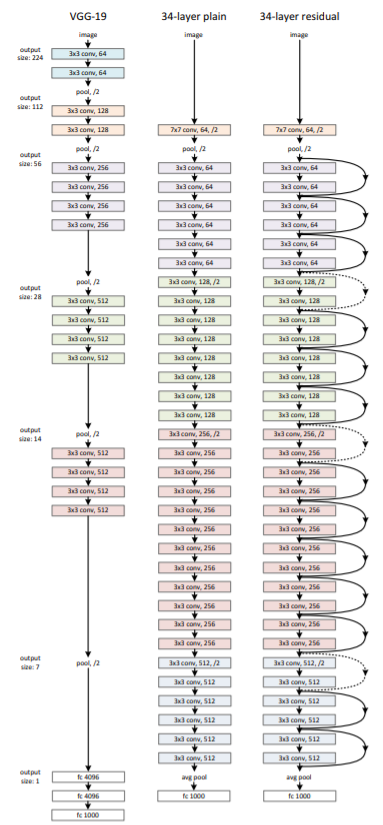 VGG-19
34-layer plain
34-layer residual
output
size: 224
output
size: 112
output
size: 56
output
size: 28
output
size: 14
output
size: 7
output
size: 1
image
3x3 conv, 64
3x3 conv, 64
pool, /2
3x3 conv, 128
3x3 conv, 128
pool, /2
3x3 conv, 256
3x3 conv, 256
3x3 conv, 256
3x3 conv, 256
pool, /2
3x3 conv, 512
3x3 conv, 512
3x3 conv, 512
3x3 conv, 512
pool, /2
3x3 conv, 512
3x3 conv, 512
3x3 conv, 512
3x3 conv, 512
pool, /2
fc 4096
fc 4096
fc 1000
image
7x7 conv, 64, /2
pool, /2
3x3 conv, 64
3x3 conv, 64
3x3 conv, 64
3x3 conv, 64
3x3 conv, 64
3x3 conv, 64
3x3 conv, 128, /2
3x3 conv, 128
3x3 conv, 128
3x3 conv, 128
3x3 conv, 128
3x3 conv, 128
3x3 conv, 128
3x3 conv, 128
3x3 conv, 256, /2
3x3 conv, 256
3x3 conv, 256
3x3 conv, 256
3x3 conv, 256
3x3 conv, 256
3x3 conv, 256
3x3 conv, 256
3x3 conv, 256
3x3 conv, 256
3x3 conv, 256
3x3 conv, 256
3x3 conv, 512, /2
3x3 conv, 512
3x3 conv, 512
3x3 conv, 512
3x3 conv, 512
3x3 conv, 512
avg pool
fc 1000
image
7x7 conv, 64, /2
pool, /2
3x3 conv, 64
3x3 conv, 64
3x3 conv, 64
3x3 conv, 64
3x3 conv, 64
3x3 conv, 64
3x3 conv, 128, /2
3x3 conv, 128
3x3 conv, 128
3x3 conv, 128
3x3 conv, 128
3x3 conv, 128
3x3 conv, 128
3x3 conv, 128
3x3 conv, 256, /2
3x3 conv, 256
3x3 conv, 256
3x3 conv, 256
3x3 conv, 256
3x3 conv, 256
3x3 conv, 256
3x3 conv, 256
3x3 conv, 256
3x3 conv, 256
3x3 conv, 256
3x3 conv, 256
3x3 conv, 512, /2
3x3 conv, 512
3x3 conv, 512
3x3 conv, 512
3x3 conv, 512
3x3 conv, 512
avg pool
fc 1000